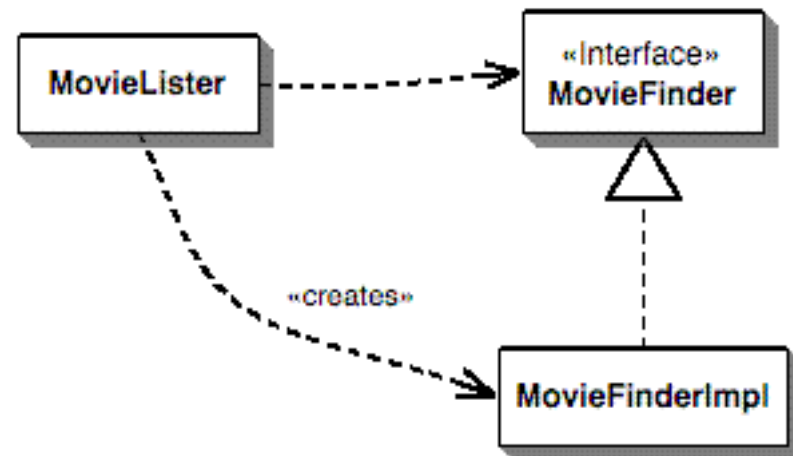 MovieLister
«Interface»
MovieFinder
«creates»
MovieFinderImpl